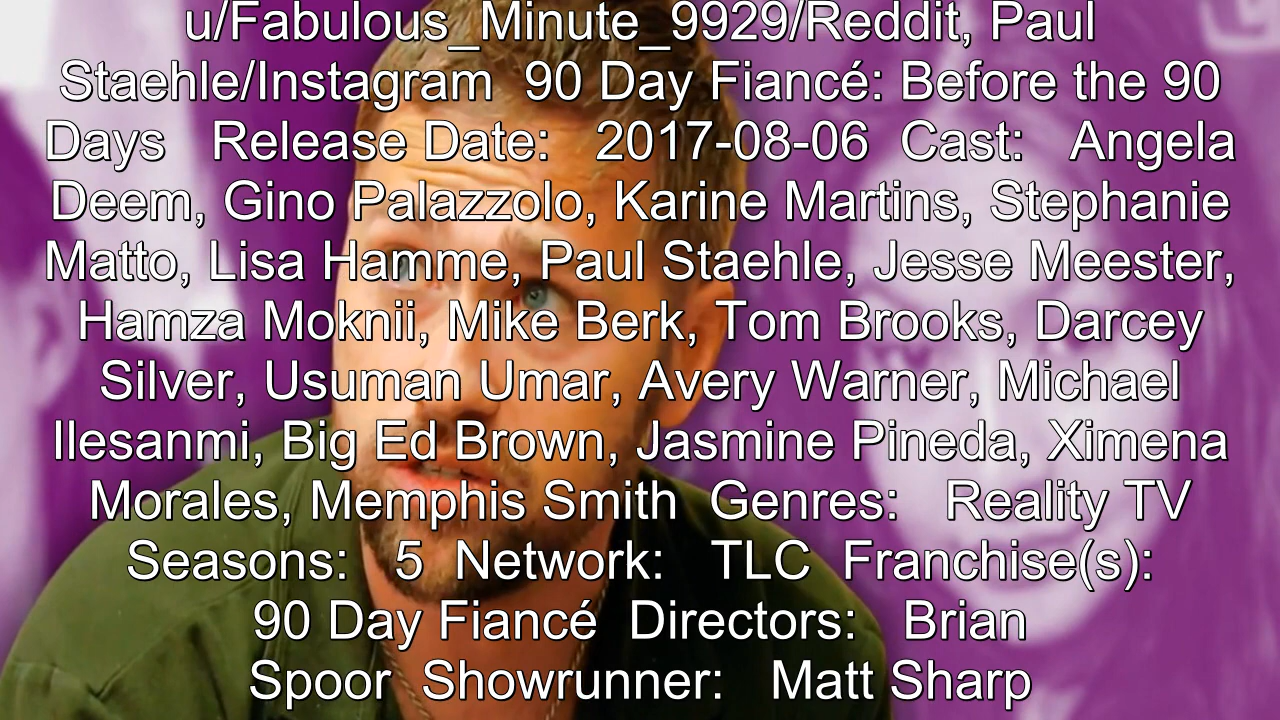 u/Fabulous_Minute_9929/Reddit, Paul
Staehle/Instagram  90 Day Fiancé: Before the 90
Days   Release Date:   2017-08-06  Cast:   Angela
Deem, Gino Palazzolo, Karine Martins, Stephanie
Matto, Lisa Hamme, Paul Staehle, Jesse Meester,
Hamza Moknii, Mike Berk, Tom Brooks, Darcey
Silver, Usuman Umar, Avery Warner, Michael
Ilesanmi, Big Ed Brown, Jasmine Pineda, Ximena
Morales, Memphis Smith  Genres:   Reality TV
Seasons:   5  Network:   TLC  Franchise(s):
90 Day Fiancé  Directors:   Brian
Spoor  Showrunner:   Matt Sharp